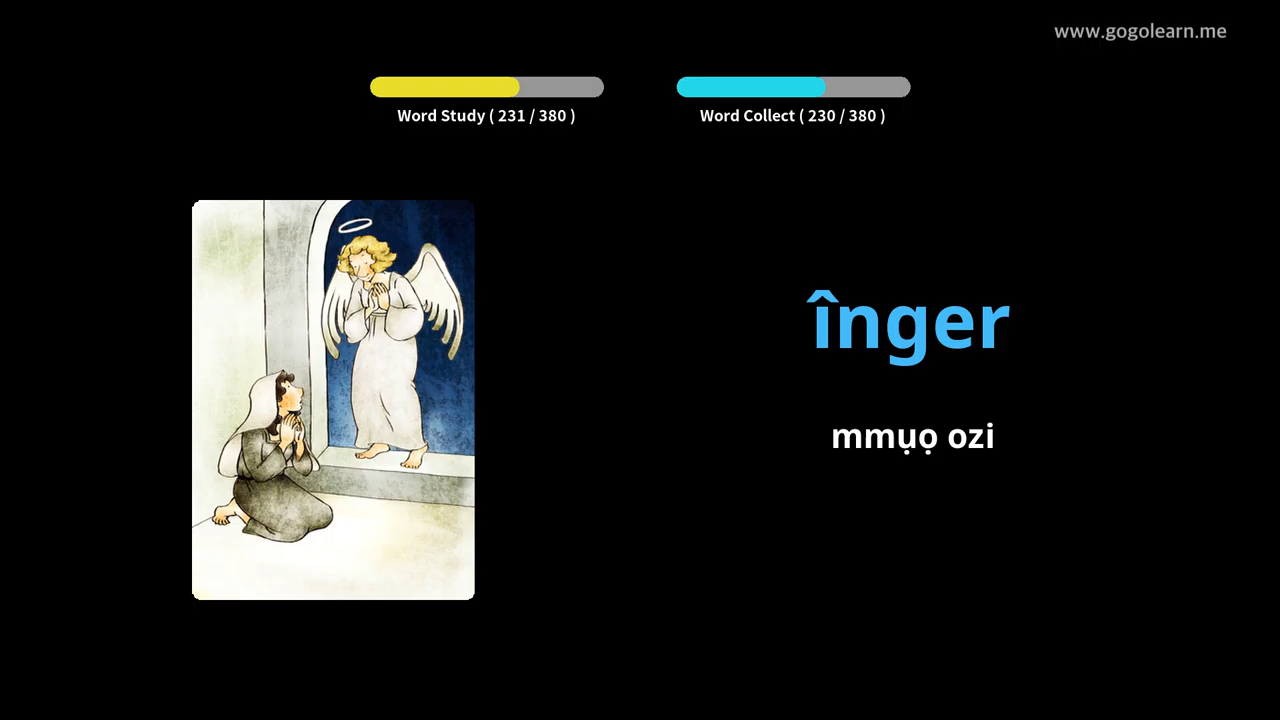 www.gogolearn.me
Word Study ( 231 / 380 )
Word Collect ( 230 / 380 )
înger
mmụọ ozi